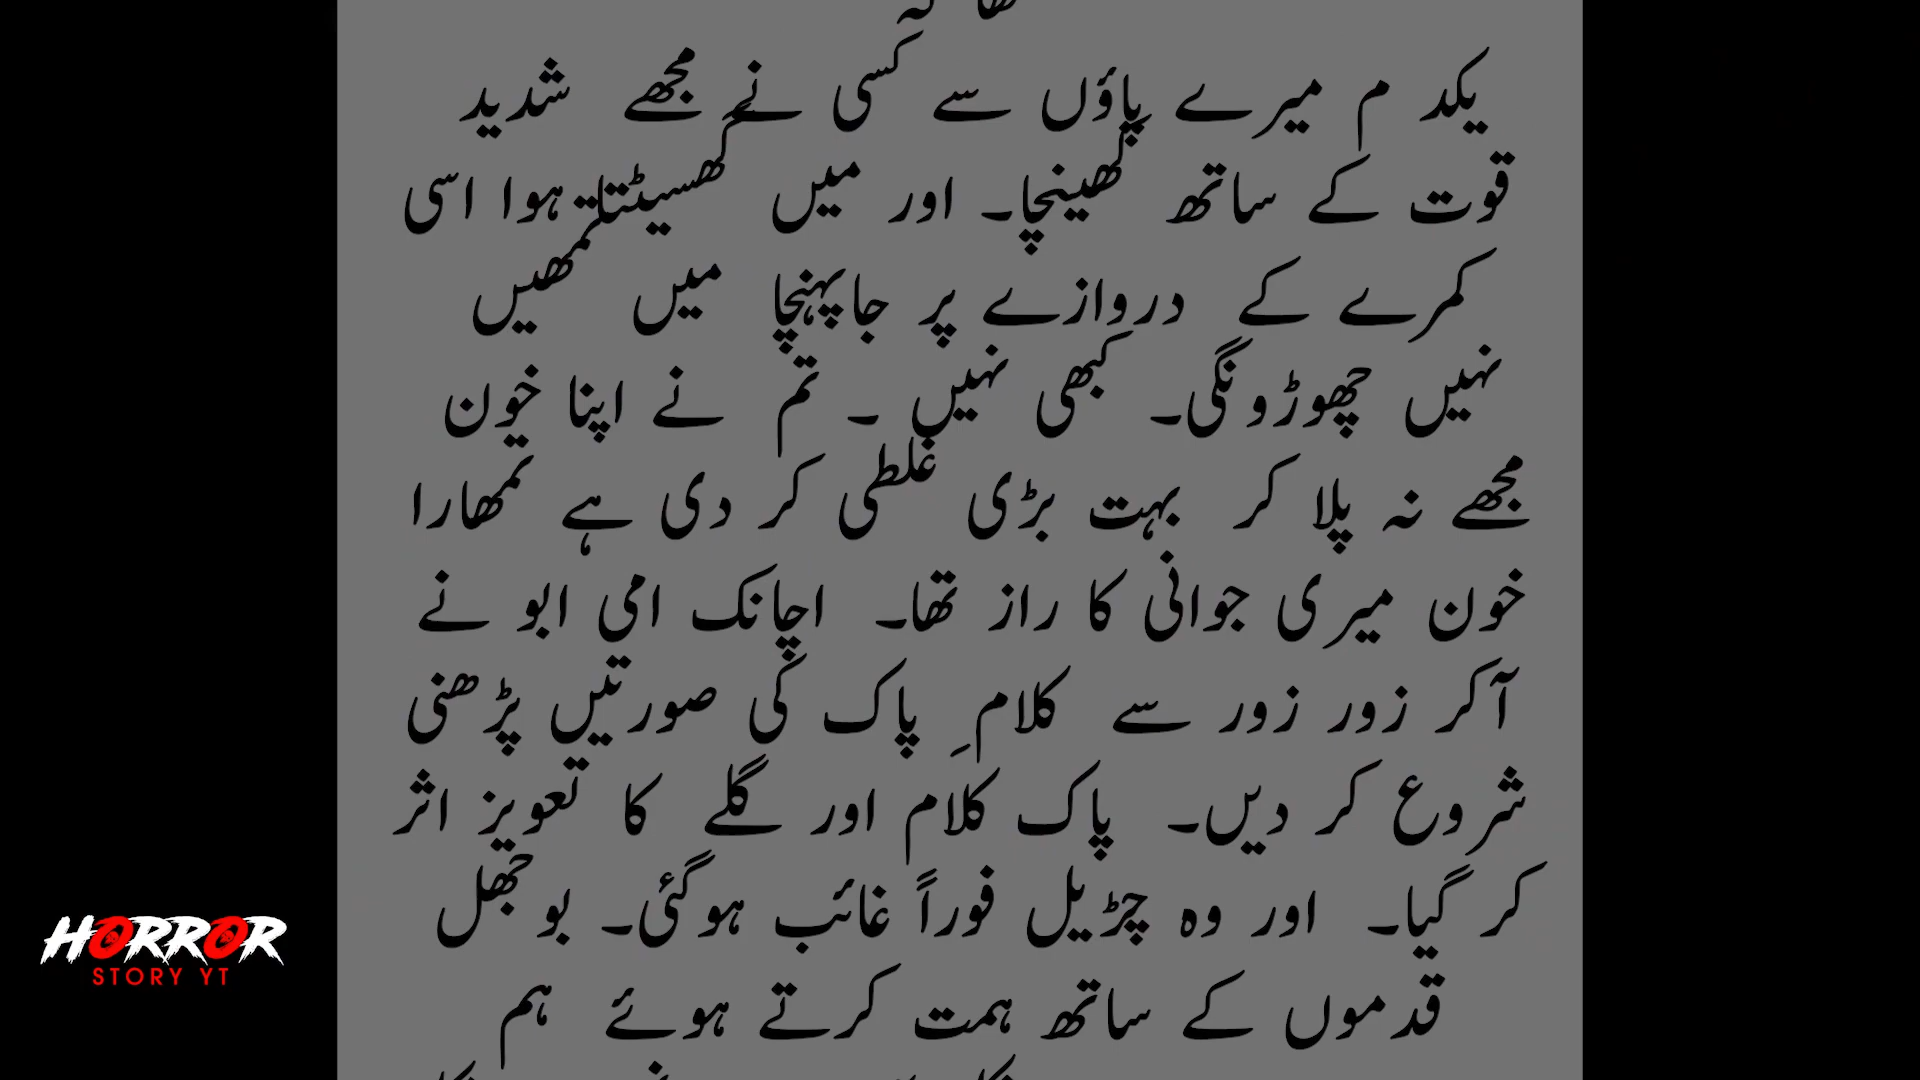 یکد م میرے پاؤں سے کسی نے مجھے شدید
قوت کے ساتھ کھینچا۔ اور میں گھسیٹتا ہوا اسی
کمرے کے دروازے پر جاپہنچا میں تمھیں
نہیں چھوڑونگی۔ کبھی نہیں ۔ تم نے اپنا خون
مجھے نہ پلا کر بہت بڑی غلطی کر دی ہے تمھارا
خون میری جوانی کا راز تھا۔ اچانک امی ابو نے
آکر زور زور سے کلامِ پاک کی صورتیں پڑھنی
شروع کر دیں۔ پاک کلام اور گلے کا تعویز اثر
کر گیا۔ اور وہ چڑیل فوراً غائب ہوگئی۔ بوجھل
قدموں کے ساتھ ہمت کرتے ہوئے ہم
HORROR
STORY YT